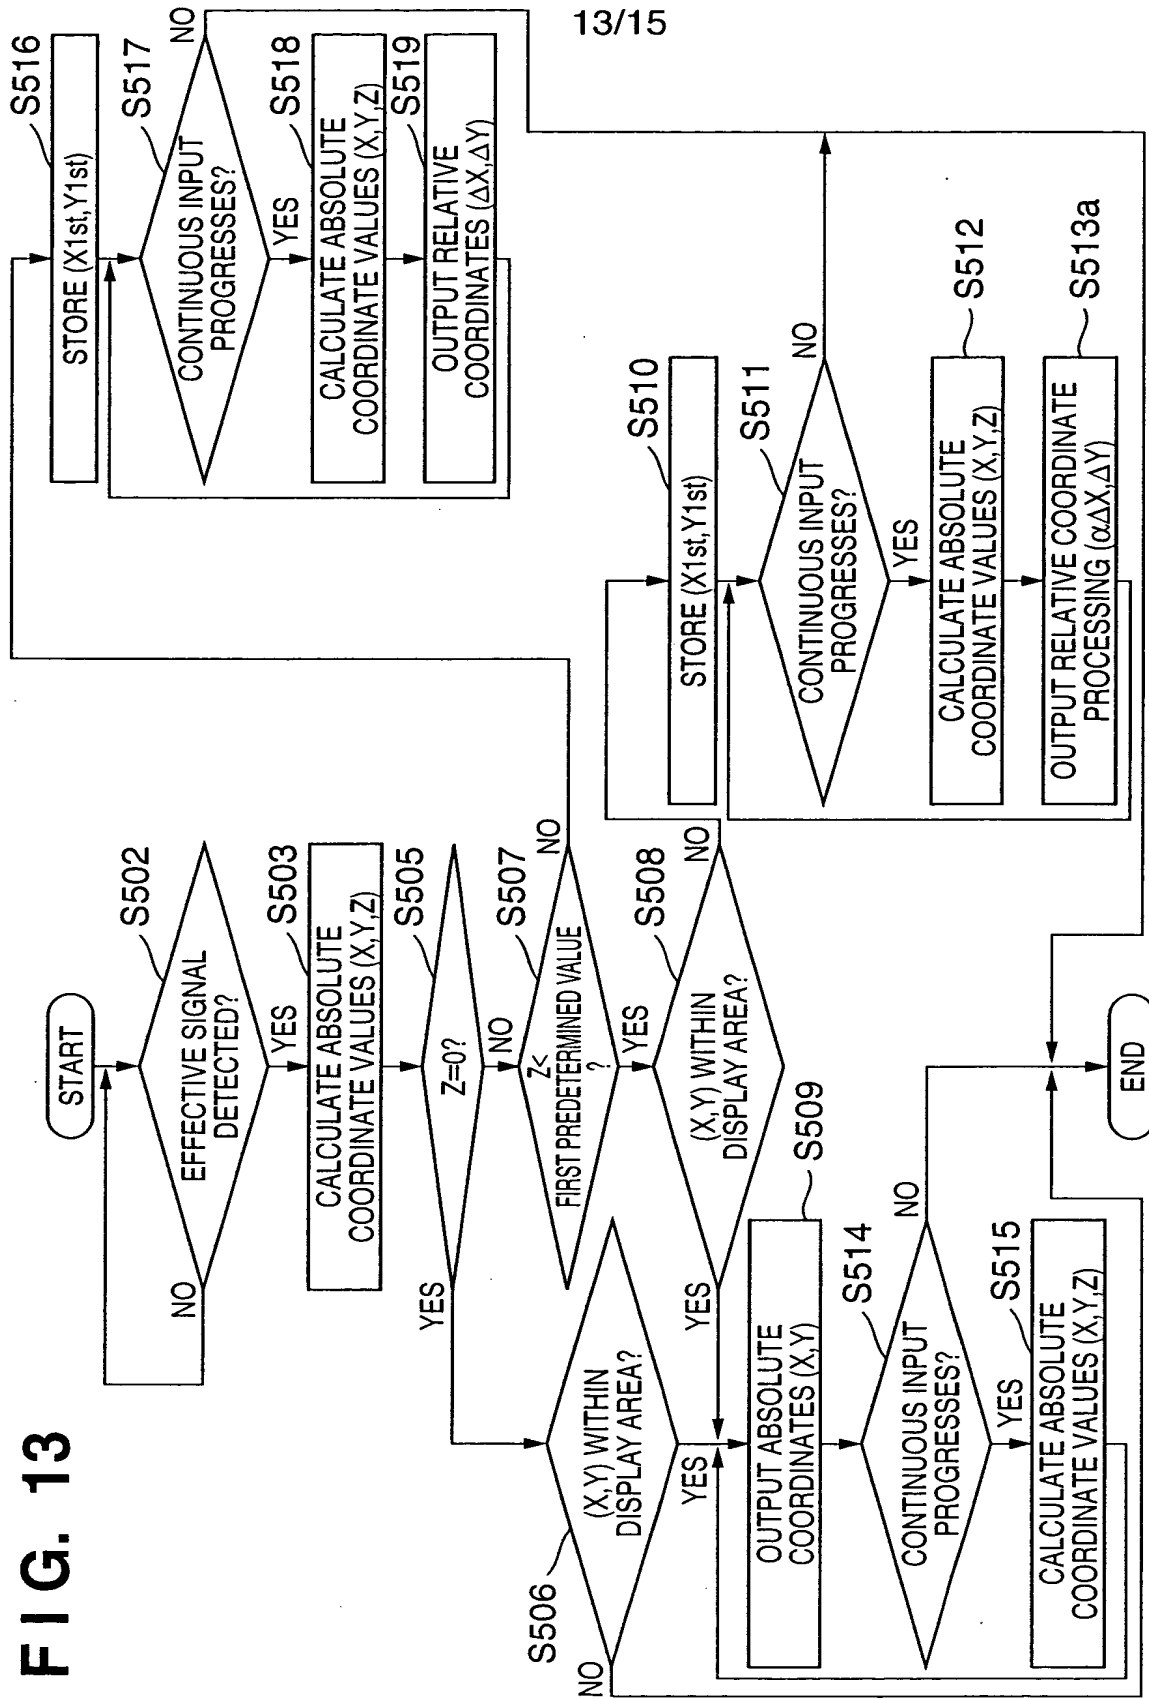 13/15
FIG. 13
START
S502
EFFECTIVE SIGNAL
DETECTED?
NO
YES
S503
CALCULATE ABSOLUTE
COORDINATE VALUES (X,Y,Z)
S505
Z=0?
YES
NO
S507
Z<
FIRST PREDETERMINED VALUE
?
NO
YES
S506
(X,Y) WITHIN
DISPLAY AREA?
NO
YES
S508
(X,Y) WITHIN
DISPLAY AREA?
NO
YES
S509
OUTPUT ABSOLUTE
COORDINATES (X,Y)
S514
CONTINUOUS INPUT
PROGRESSES?
NO
YES
S515
CALCULATE ABSOLUTE
COORDINATE VALUES (X,Y,Z)
END
S510
STORE (X1st,Y1st)
S511
CONTINUOUS INPUT
PROGRESSES?
NO
YES
S512
CALCULATE ABSOLUTE
COORDINATE VALUES (X,Y,Z)
S513a
OUTPUT RELATIVE COORDINATE
PROCESSING (αΔX,ΔY)
S516
STORE (X1st,Y1st)
S517
CONTINUOUS INPUT
PROGRESSES?
NO
YES
S518
CALCULATE ABSOLUTE
COORDINATE VALUES (X,Y,Z)
S519
OUTPUT RELATIVE
COORDINATES (ΔX,ΔY)